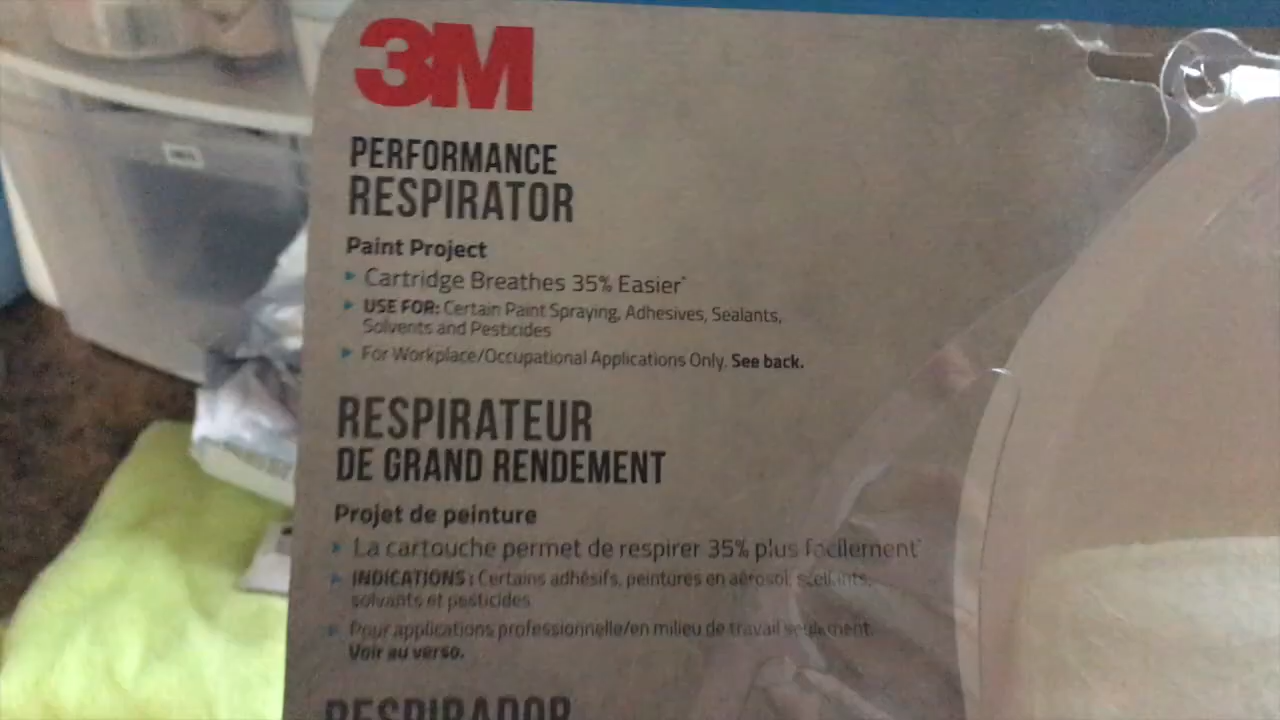 3M
PERFORMANCE
RESPIRATOR
Paint Project
Cartridge Breathes 35% Easier*
USE FOR: Certain Paint Spraying, Adhesives, Sealants,
Solvents and Pesticides
For Workplace/Occupational Applications Only. See back.
RESPIRATEUR
DE GRAND RENDEMENT
Projet de peinture
La cartouche permet de respirer 35% plus facilement*
INDICATIONS : Certains adhésifs, peintures en aérosol, scellants,
solvants et pesticides
Pour applications professionnelle/en milieu de travail seulement.
Voir au verso.
RESPIRADOR